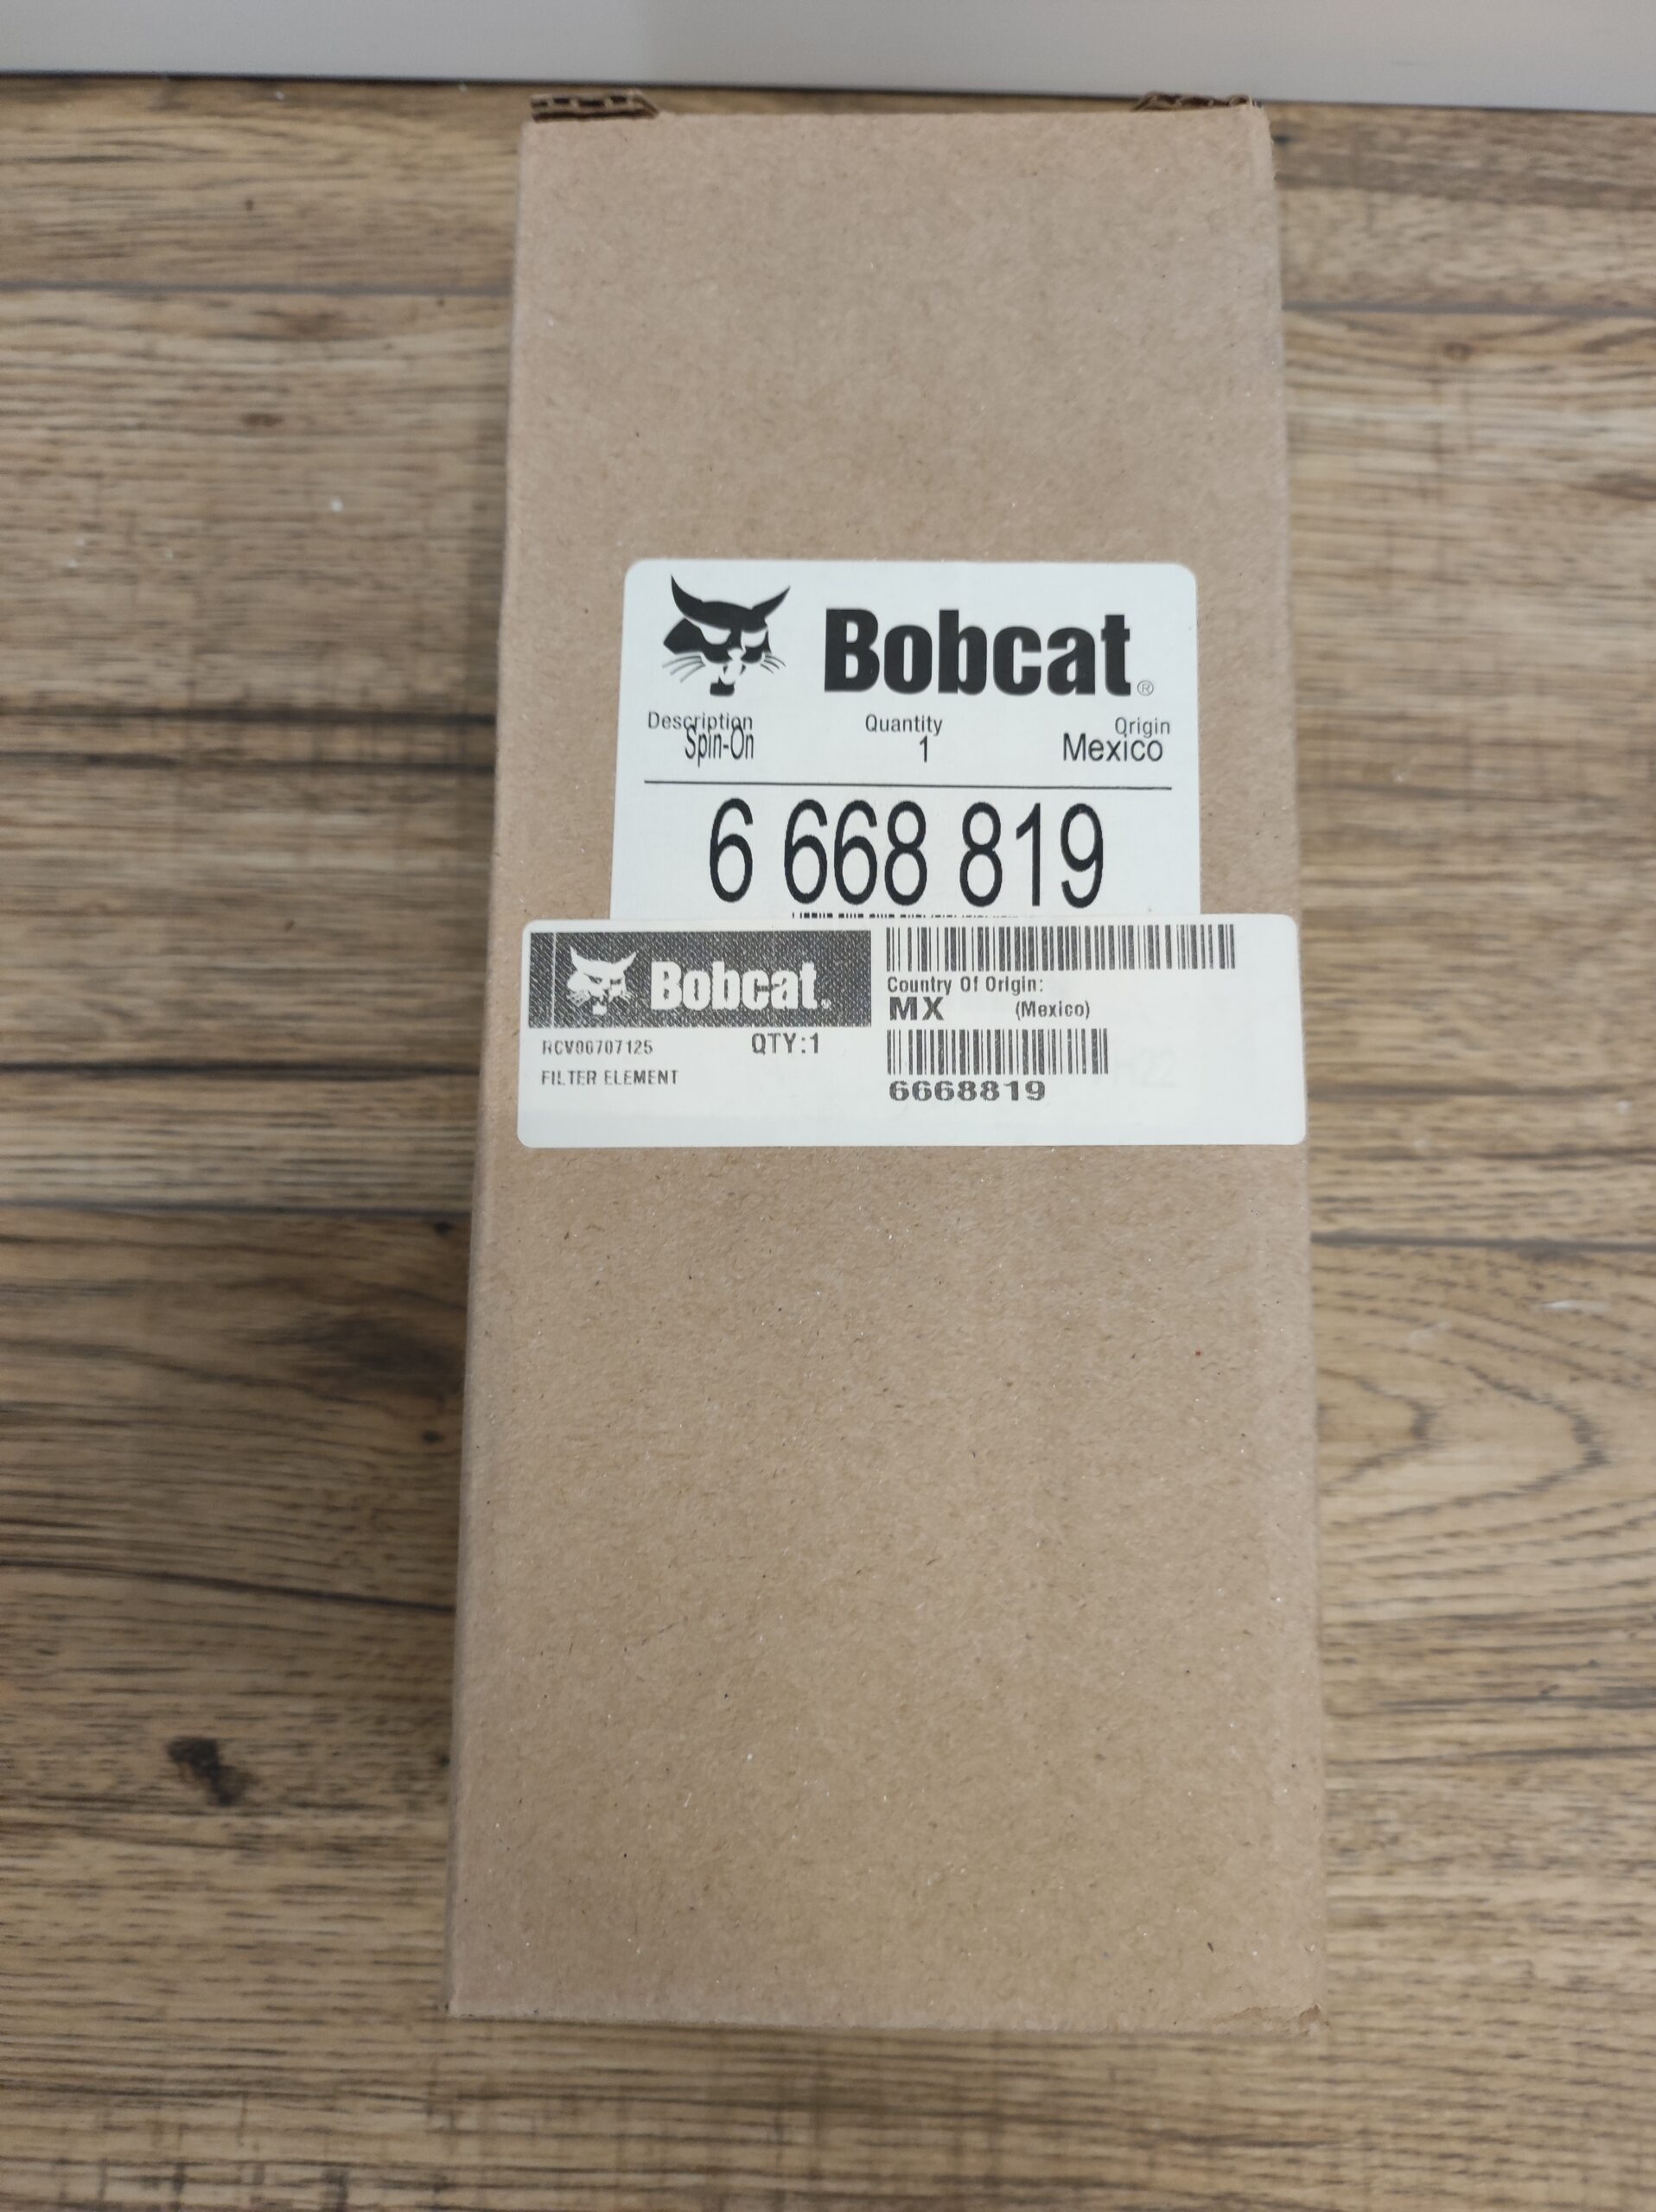 Bobcat®
Description Quantity Origin
Spin-On 1 Mexico
6 668 819
Bobcat.
Country Of Origin:
MX (Mexico)
RCV00707125 QTY:1
FILTER ELEMENT
6668819